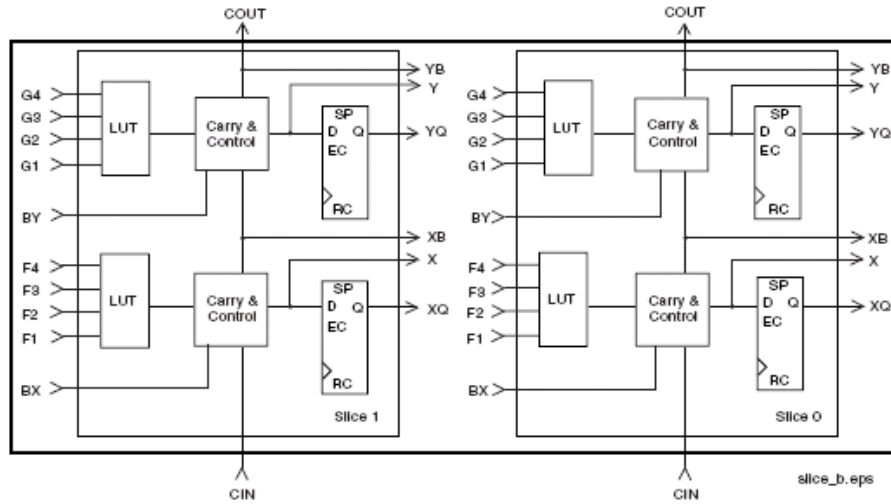 COUT
YB
Y
G4
G3
G2
G1
LUT
Carry &
Control
SP
D Q
EC
RC
YQ
BY
XB
X
F4
F3
F2
F1
LUT
Carry &
Control
SP
D Q
EC
RC
XQ
BX
Slice 1
CIN
COUT
YB
Y
G4
G3
G2
G1
LUT
Carry &
Control
SP
D Q
EC
RC
YQ
BY
XB
X
F4
F3
F2
F1
LUT
Carry &
Control
SP
D Q
EC
RC
XQ
BX
Slice 0
CIN
slice_b.eps